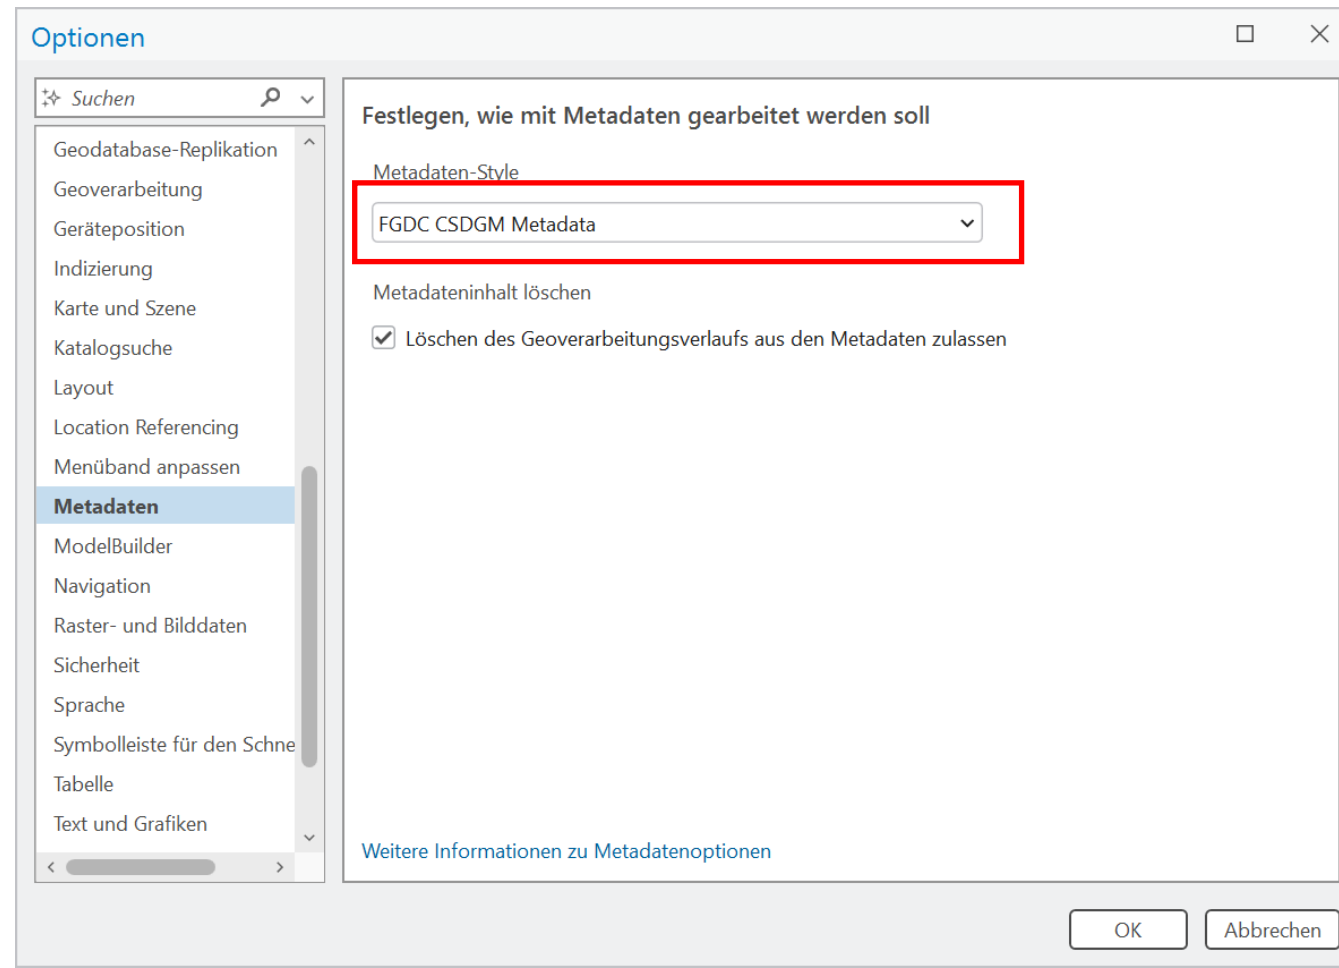 Optionen
Suchen
Geodatabase-Replikation
Geoverarbeitung
Geräteposition
Indizierung
Karte und Szene
Katalogsuche
Layout
Location Referencing
Menüband anpassen
Metadaten
ModelBuilder
Navigation
Raster- und Bilddaten
Sicherheit
Sprache
Symbolleiste für den Schne
Tabelle
Text und Grafiken
Festlegen, wie mit Metadaten gearbeitet werden soll
Metadaten-Style
FGDC CSDGM Metadata
Metadateninhalt löschen
Löschen des Geoverarbeitungsverlaufs aus den Metadaten zulassen
Weitere Informationen zu Metadatenoptionen
OK
Abbrechen